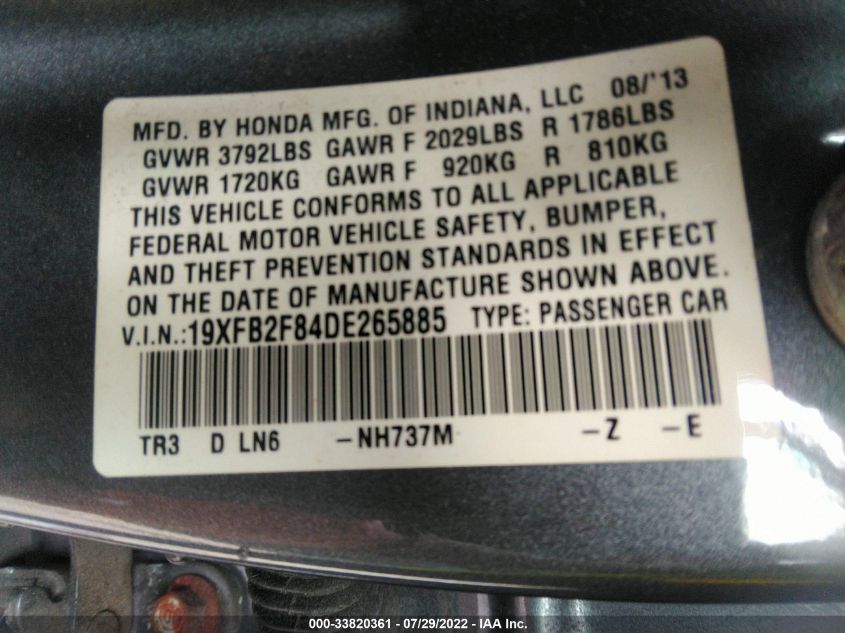 MFD. BY HONDA MFG. OF INDIANA, LLC 08/'13
GVWR 3792LBS GAWR F 2029LBS R 1786LBS
GVWR 1720KG GAWR F 920KG R 810KG
THIS VEHICLE CONFORMS TO ALL APPLICABLE
FEDERAL MOTOR VEHICLE SAFETY, BUMPER,
AND THEFT PREVENTION STANDARDS IN EFFECT
ON THE DATE OF MANUFACTURE SHOWN ABOVE.
V.I.N.:19XFB2F84DE265885 TYPE: PASSENGER CAR
TR3 D LN6 -NH737M -Z -E
000-33820361 - 07/29/2022 - IAA Inc.